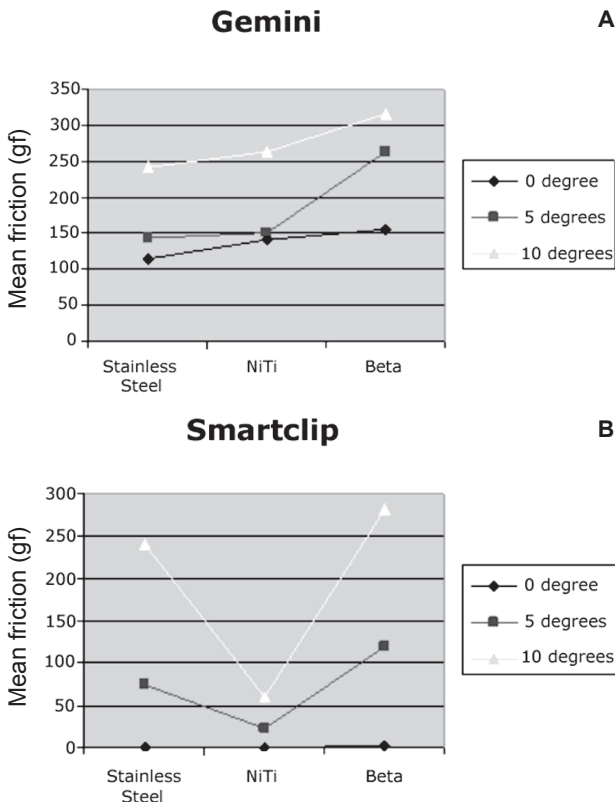 Gemini
A
Mean friction (gf)
350
300
250
200
150
100
50
0
Stainless
Steel
NiTi
Beta
0 degree
5 degrees
10 degrees
Smartclip
B
Mean friction (gf)
300
250
200
150
100
50
0
Stainless
Steel
NiTi
Beta
0 degree
5 degrees
10 degrees